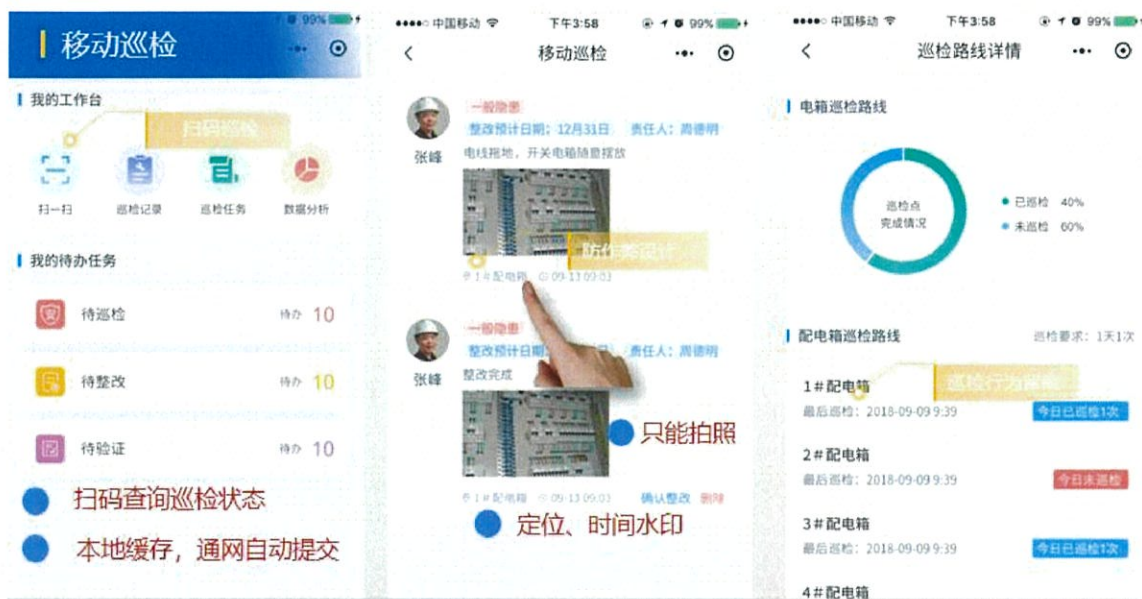 99%
移动巡检
我的工作台
扫码巡检
扫一扫
巡检记录
巡检任务
数据分析
我的待办任务
待巡检 待办 10
待整改 待办 10
待验证 待办 10
扫码查询巡检状态
本地缓存，通网自动提交
中国移动 下午3:58 99%
移动巡检
一般隐患
整改预计日期：12月31日 责任人：周德明
张峰
电线拖地，开关电箱随意摆放
防作弊设计
1#配电箱 09-13 09:03
一般隐患
整改预计日期 责任人：周德明
张峰
整改完成
只能拍照
1#配电箱 09-13 09:03 确认整改 删除
定位、时间水印
中国移动 下午3:58 99%
巡检路线详情
电箱巡检路线
巡检点
完成情况
已巡检 40%
未巡检 60%
配电箱巡检路线 巡检要求：1天1次
1#配电箱
巡检行为
最后巡检：2018-09-09 9:39 今日已巡检1次
2#配电箱
最后巡检：2018-09-09 9:39 今日未巡检
3#配电箱
最后巡检：2018-09-09 9:39 今日已巡检1次
4#配电箱